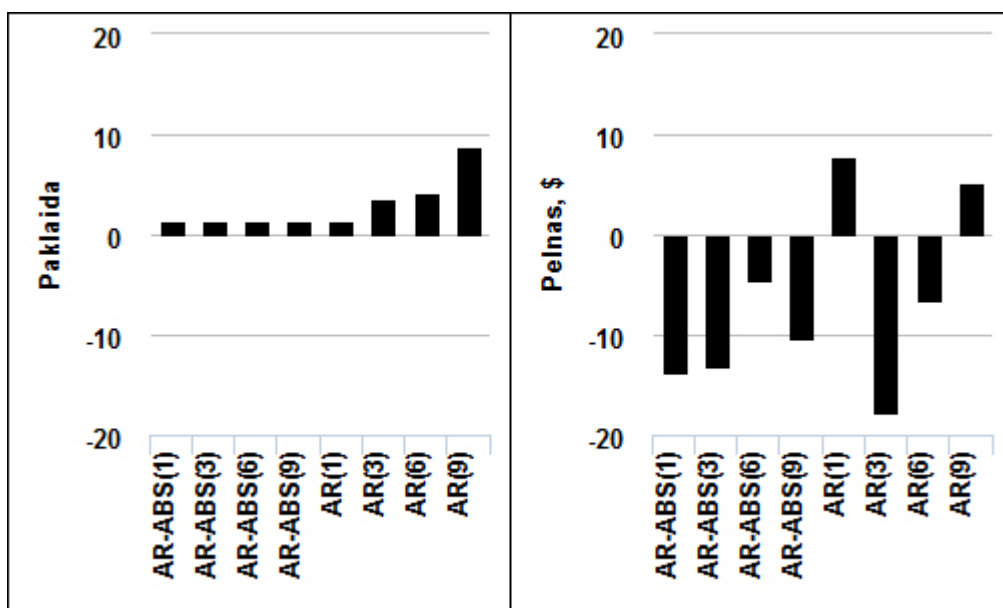 20
10
0
-10
-20
Paklaida
AR-ABS(1)
AR-ABS(3)
AR-ABS(6)
AR-ABS(9)
AR(1)
AR(3)
AR(6)
AR(9)
20
10
0
-10
-20
Pelnas, $
AR-ABS(1)
AR-ABS(3)
AR-ABS(6)
AR-ABS(9)
AR(1)
AR(3)
AR(6)
AR(9)